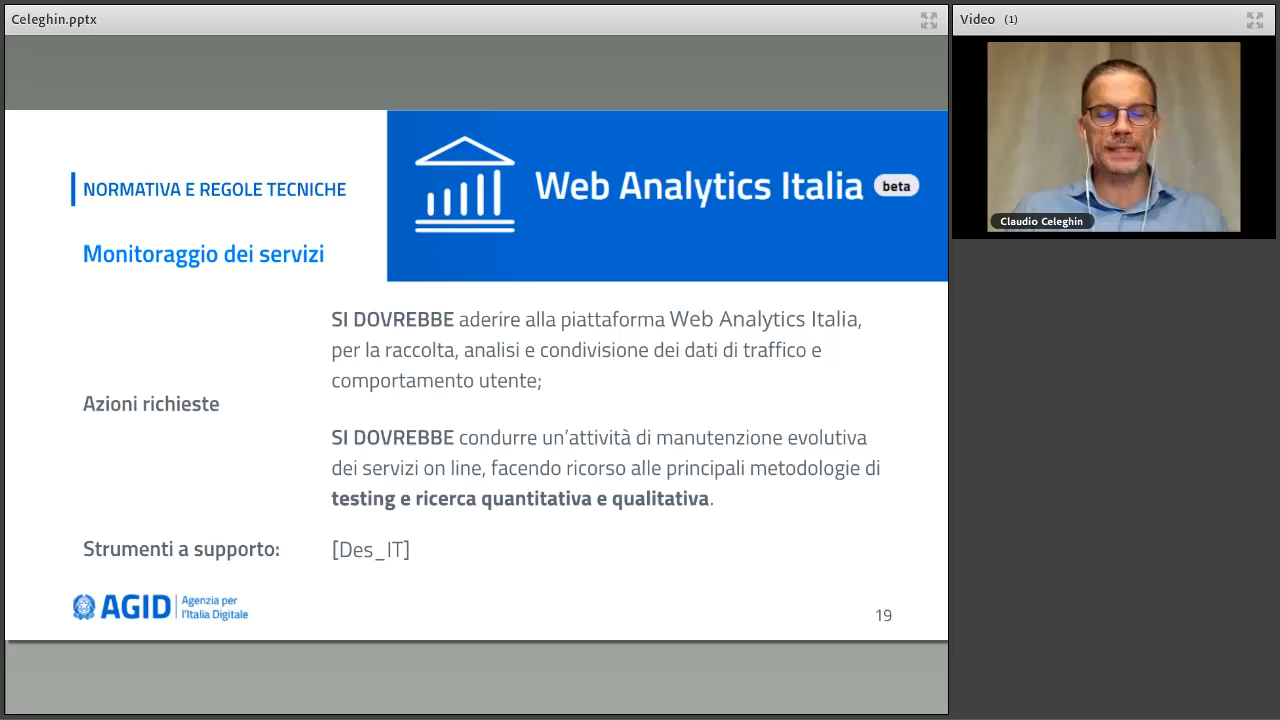 Celeghin.pptx
Video (1)
NORMATIVA E REGOLE TECNICHE
Web Analytics Italia beta
Monitoraggio dei servizi
Claudio Celeghin
SI DOVREBBE aderire alla piattaforma Web Analytics Italia,
per la raccolta, analisi e condivisione dei dati di traffico e
comportamento utente;
Azioni richieste
SI DOVREBBE condurre un’attività di manutenzione evolutiva
dei servizi on line, facendo ricorso alle principali metodologie di
testing e ricerca quantitativa e qualitativa.
Strumenti a supporto:
[Des_IT]
AGID
Agenzia per
l'Italia Digitale
19